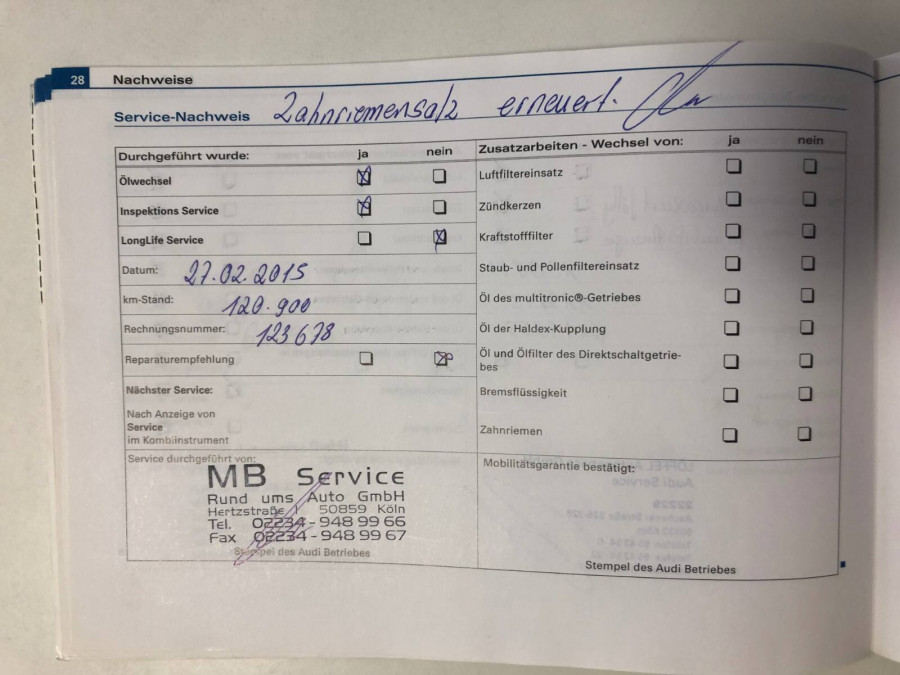 28 Nachweise
Service-Nachweis Zahnriemensatz erneuert.
Durchgeführt wurde: ja nein
Ölwechsel
Inspektions Service
LongLife Service
Datum: 27.02.2015
km-Stand: 120.900
Rechnungsnummer: 123678
Reparaturempfehlung
Nächster Service:
Nach Anzeige von
Service
im Kombiinstrument
Service durchgeführt von:
MB Service
Rund ums Auto GmbH
Hertzstraße 1 50859 Köln
Tel. 02234-948 99 66
Fax 02234-948 99 67
Stempel des Audi Betriebes
Zusatzarbeiten - Wechsel von: ja nein
Luftfiltereinsatz
Zündkerzen
Kraftstofffilter
Staub- und Pollenfiltereinsatz
Öl des multitronic®-Getriebes
Öl der Haldex-Kupplung
Öl und Ölfilter des Direktschaltgetrie-
bes
Bremsflüssigkeit
Zahnriemen
Mobilitätsgarantie bestätigt:
Stempel des Audi Betriebes